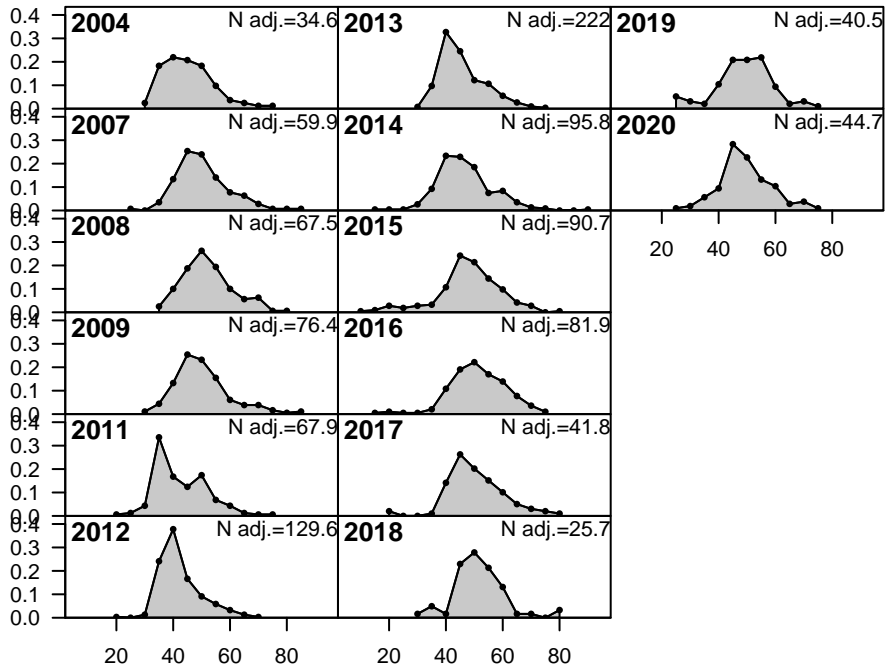 2004 N adj.=34.6
2007 N adj.=59.9
2008 N adj.=67.5
2009 N adj.=76.4
2011 N adj.=67.9
2012 N adj.=129.6
2013 N adj.=222
2014 N adj.=95.8
2015 N adj.=90.7
2016 N adj.=81.9
2017 N adj.=41.8
2018 N adj.=25.7
2019 N adj.=40.5
2020 N adj.=44.7
0.4
0.3
0.2
0.1
0.0
0.4
0.3
0.2
0.1
0.0
0.4
0.3
0.2
0.1
0.0
0.4
0.3
0.2
0.1
0.0
0.4
0.3
0.2
0.1
0.0
0.4
0.3
0.2
0.1
0.0
20 40 60 80
20 40 60 80
20 40 60 80